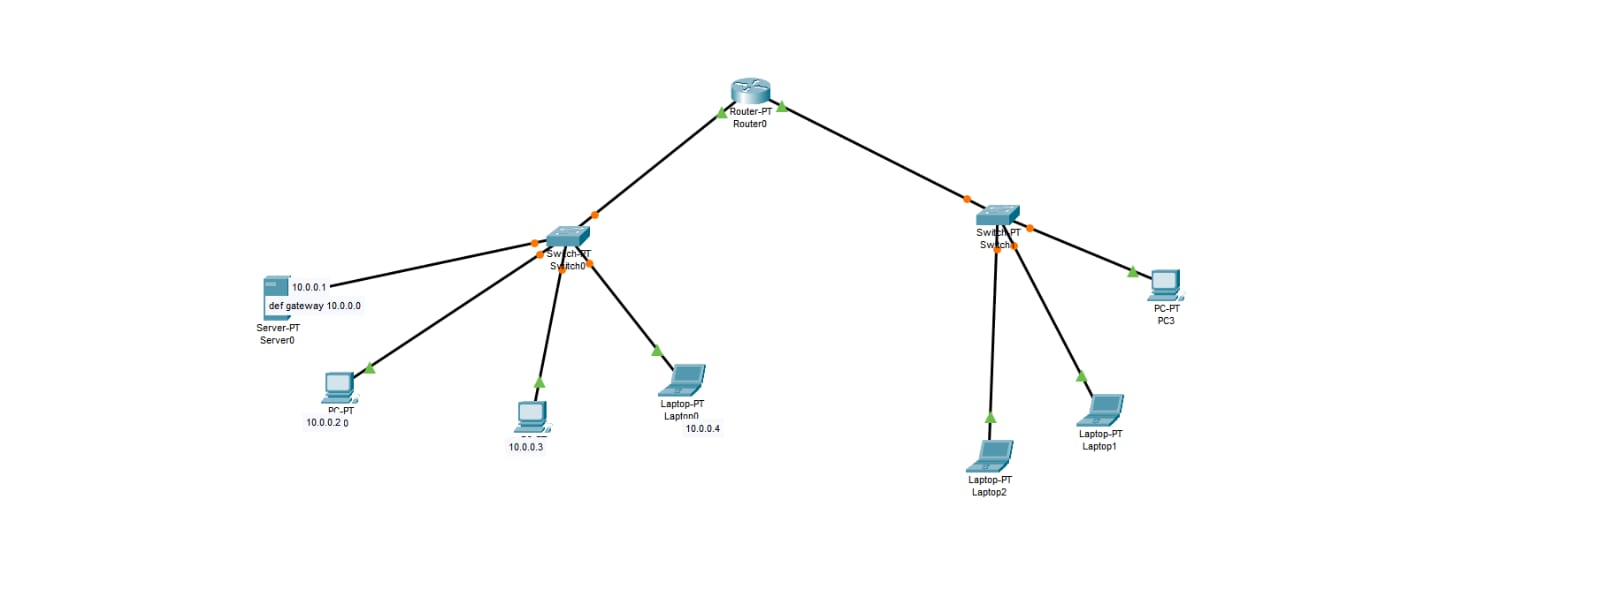 Router-PT
Router0
Switch-PT
Switch0
Switch-PT
Switch
10.0.0.1
def gateway 10.0.0.0
Server-PT
Server0
PC-PT
PC3
PC-PT
10.0.0.2 0
10.0.0.3
Laptop-PT
Laptop0
10.0.0.4
Laptop-PT
Laptop1
Laptop-PT
Laptop2